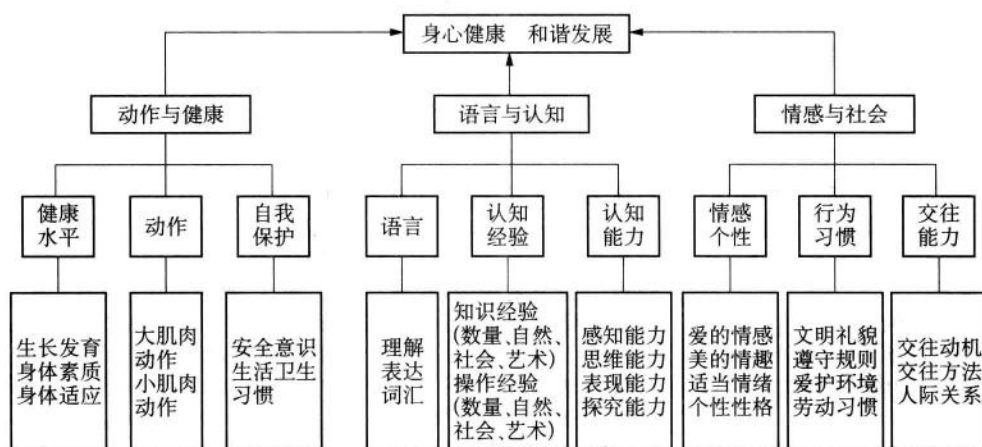 身心健康 和谐发展
动作与健康
语言与认知
情感与社会
健康
水平
动作
自我
保护
语言
认知
经验
认知
能力
情感
个性
行为
习惯
交往
能力
生长发育
身体素质
身体适应
大肌肉
动作
小肌肉
动作
安全意识
生活卫生
习惯
理解
表达
词汇
知识经验
(数量、自然、
社会、艺术)
操作经验
(数量、自然、
社会、艺术)
感知能力
思维能力
表现能力
探究能力
爱的情感
美的情趣
适当情绪
个性性格
文明礼貌
遵守规则
爱护环境
劳动习惯
交往动机
交往方法
人际关系